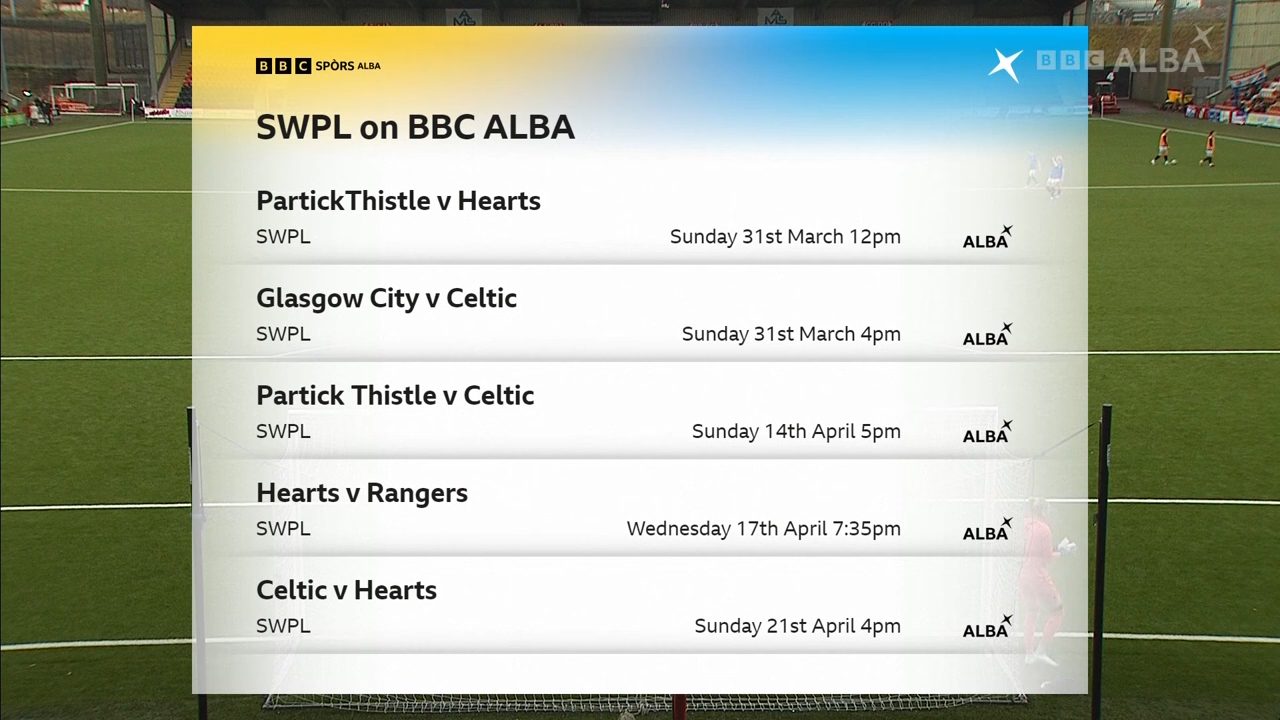 BBC SPÒRS ALBA
BBC ALBA
SWPL on BBC ALBA
PartickThistle v Hearts
SWPL Sunday 31st March 12pm ALBA
Glasgow City v Celtic
SWPL Sunday 31st March 4pm ALBA
Partick Thistle v Celtic
SWPL Sunday 14th April 5pm ALBA
Hearts v Rangers
SWPL Wednesday 17th April 7:35pm ALBA
Celtic v Hearts
SWPL Sunday 21st April 4pm ALBA